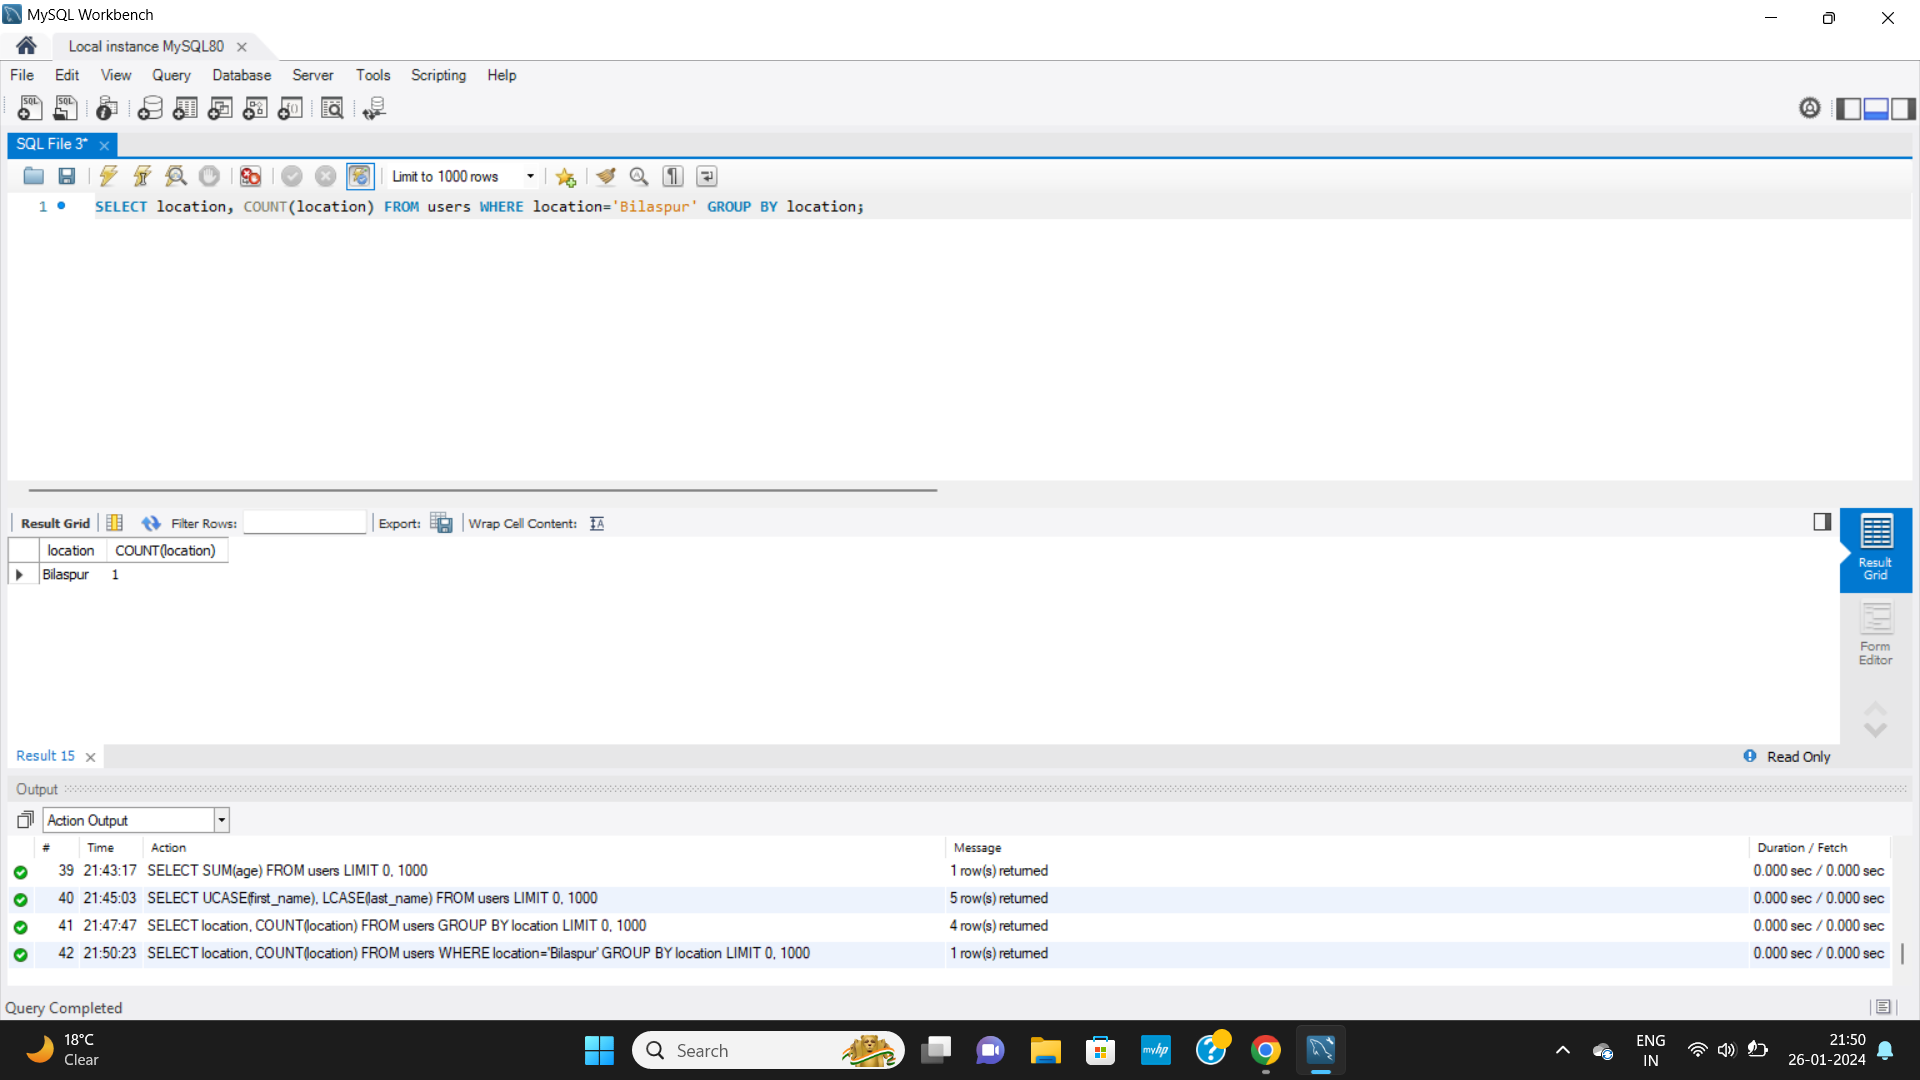 MySQL Workbench
Local instance MySQL80
File Edit View Query Database Server Tools Scripting Help
SQL File 3*
Limit to 1000 rows
1 SELECT location, COUNT(location) FROM users WHERE location='Bilaspur' GROUP BY location;
Result Grid Filter Rows: Export: Wrap Cell Content:
location COUNT(location)
Bilaspur 1
Result
Grid
Form
Editor
Result 15
Read Only
Output
Action Output
# Time Action Message Duration / Fetch
39 21:43:17 SELECT SUM(age) FROM users LIMIT 0, 1000 1 row(s) returned 0.000 sec / 0.000 sec
40 21:45:03 SELECT UCASE(first_name), LCASE(last_name) FROM users LIMIT 0, 1000 5 row(s) returned 0.000 sec / 0.000 sec
41 21:47:47 SELECT location, COUNT(location) FROM users GROUP BY location LIMIT 0, 1000 4 row(s) returned 0.000 sec / 0.000 sec
42 21:50:23 SELECT location, COUNT(location) FROM users WHERE location='Bilaspur' GROUP BY location LIMIT 0, 1000 1 row(s) returned 0.000 sec / 0.000 sec
Query Completed
18°C
Clear
Search
myhp
ENG
IN
21:50
26-01-2024